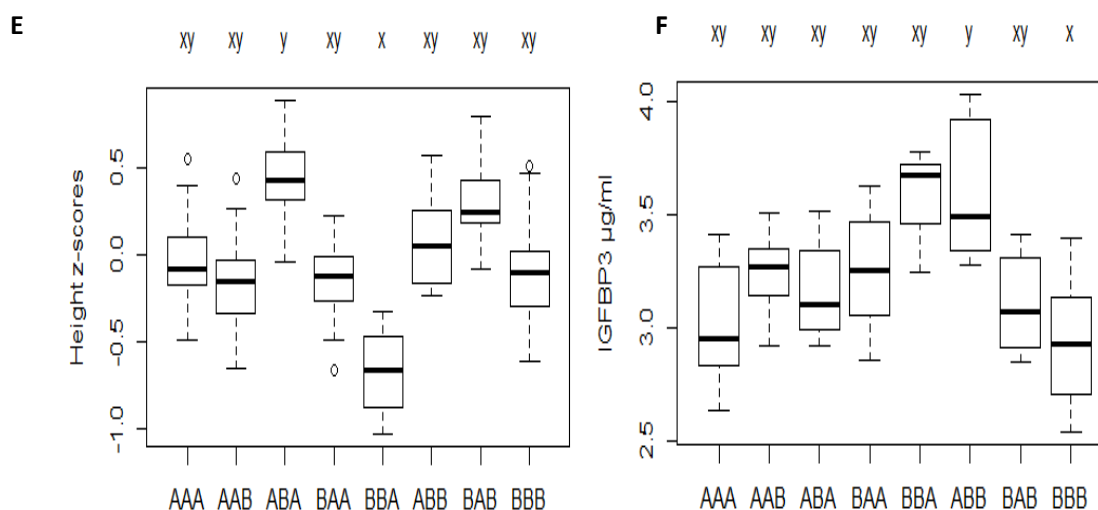 E
xy xy y xy x xy xy xy
Height z-scores
0.5
0.0
-0.5
-1.0
AAA AAB ABA BAA BBA ABB BAB BBB
F
xy xy xy xy xy y xy x
IGFBP3 µg/ml
4.0
3.5
3.0
2.5
AAA AAB ABA BAA BBA ABB BAB BBB